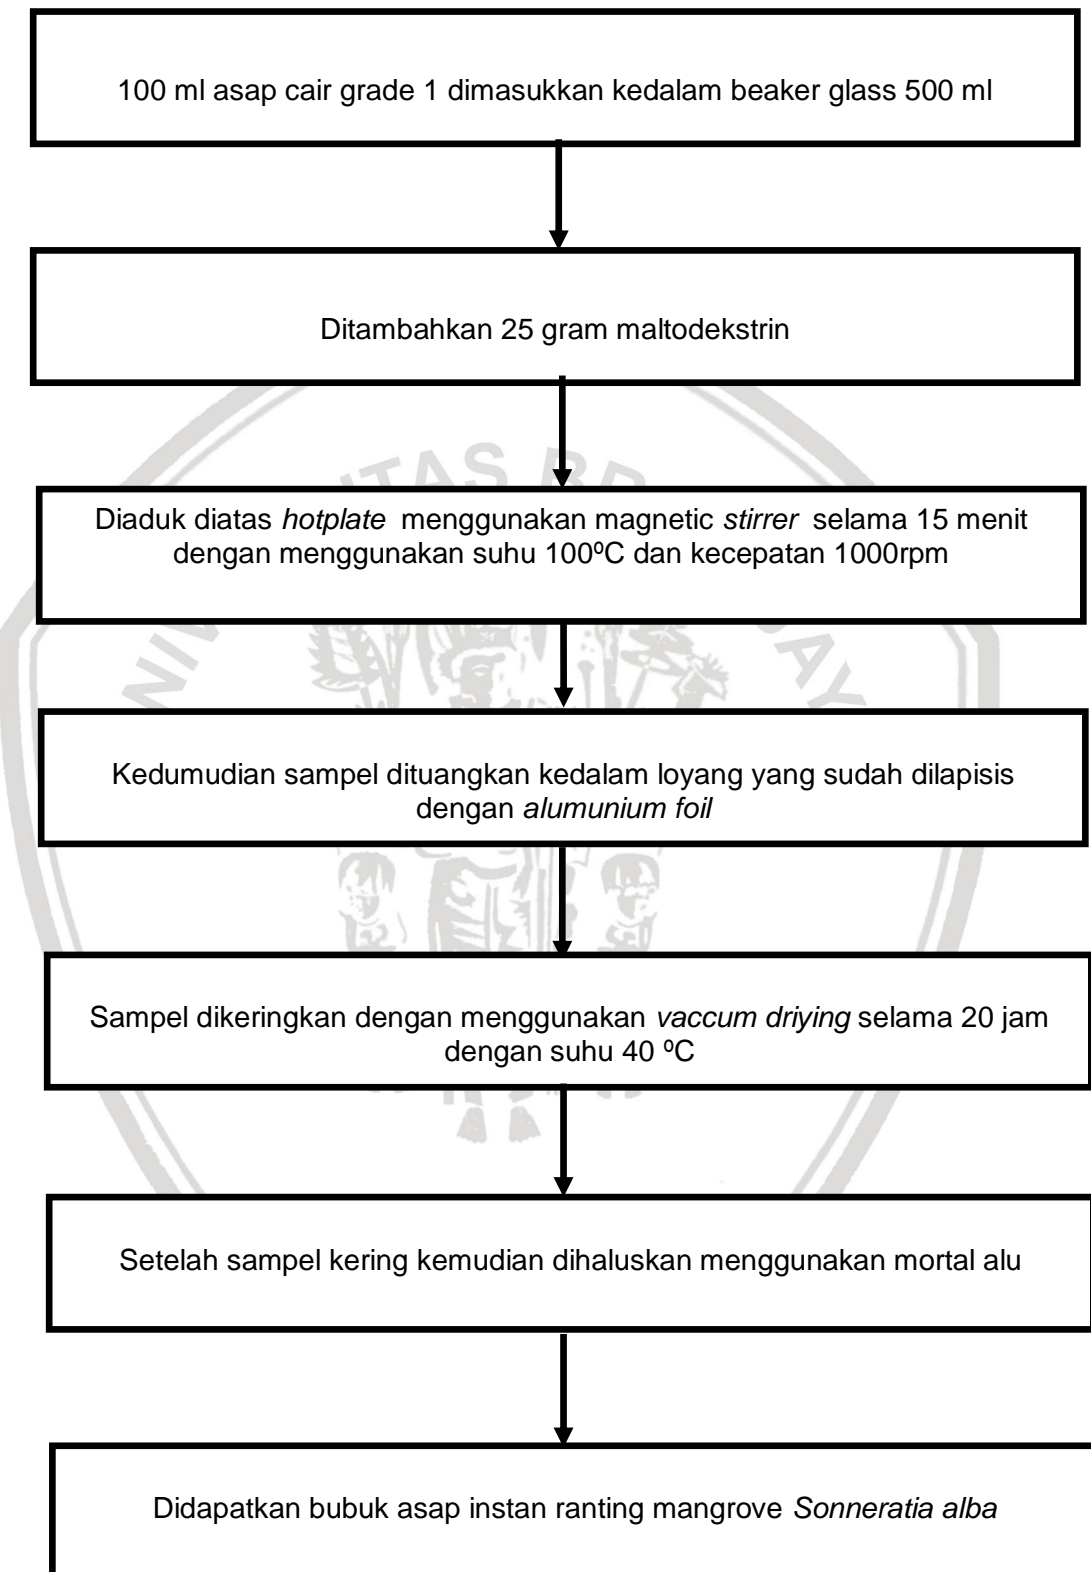 100 ml asap cair grade 1 dimasukkan kedalam beaker glass 500 ml
Ditambahkan 25 gram maltodekstrin
Diaduk diatas hotplate menggunakan magnetic stirrer selama 15 menit
dengan menggunakan suhu 100⁰C dan kecepatan 1000rpm
Kedumudian sampel dituangkan kedalam loyang yang sudah dilapisis
dengan alumunium foil
Sampel dikeringkan dengan menggunakan vaccum driying selama 20 jam
dengan suhu 40 ⁰C
Setelah sampel kering kemudian dihaluskan menggunakan mortal alu
Didapatkan bubuk asap instan ranting mangrove Sonneratia alba